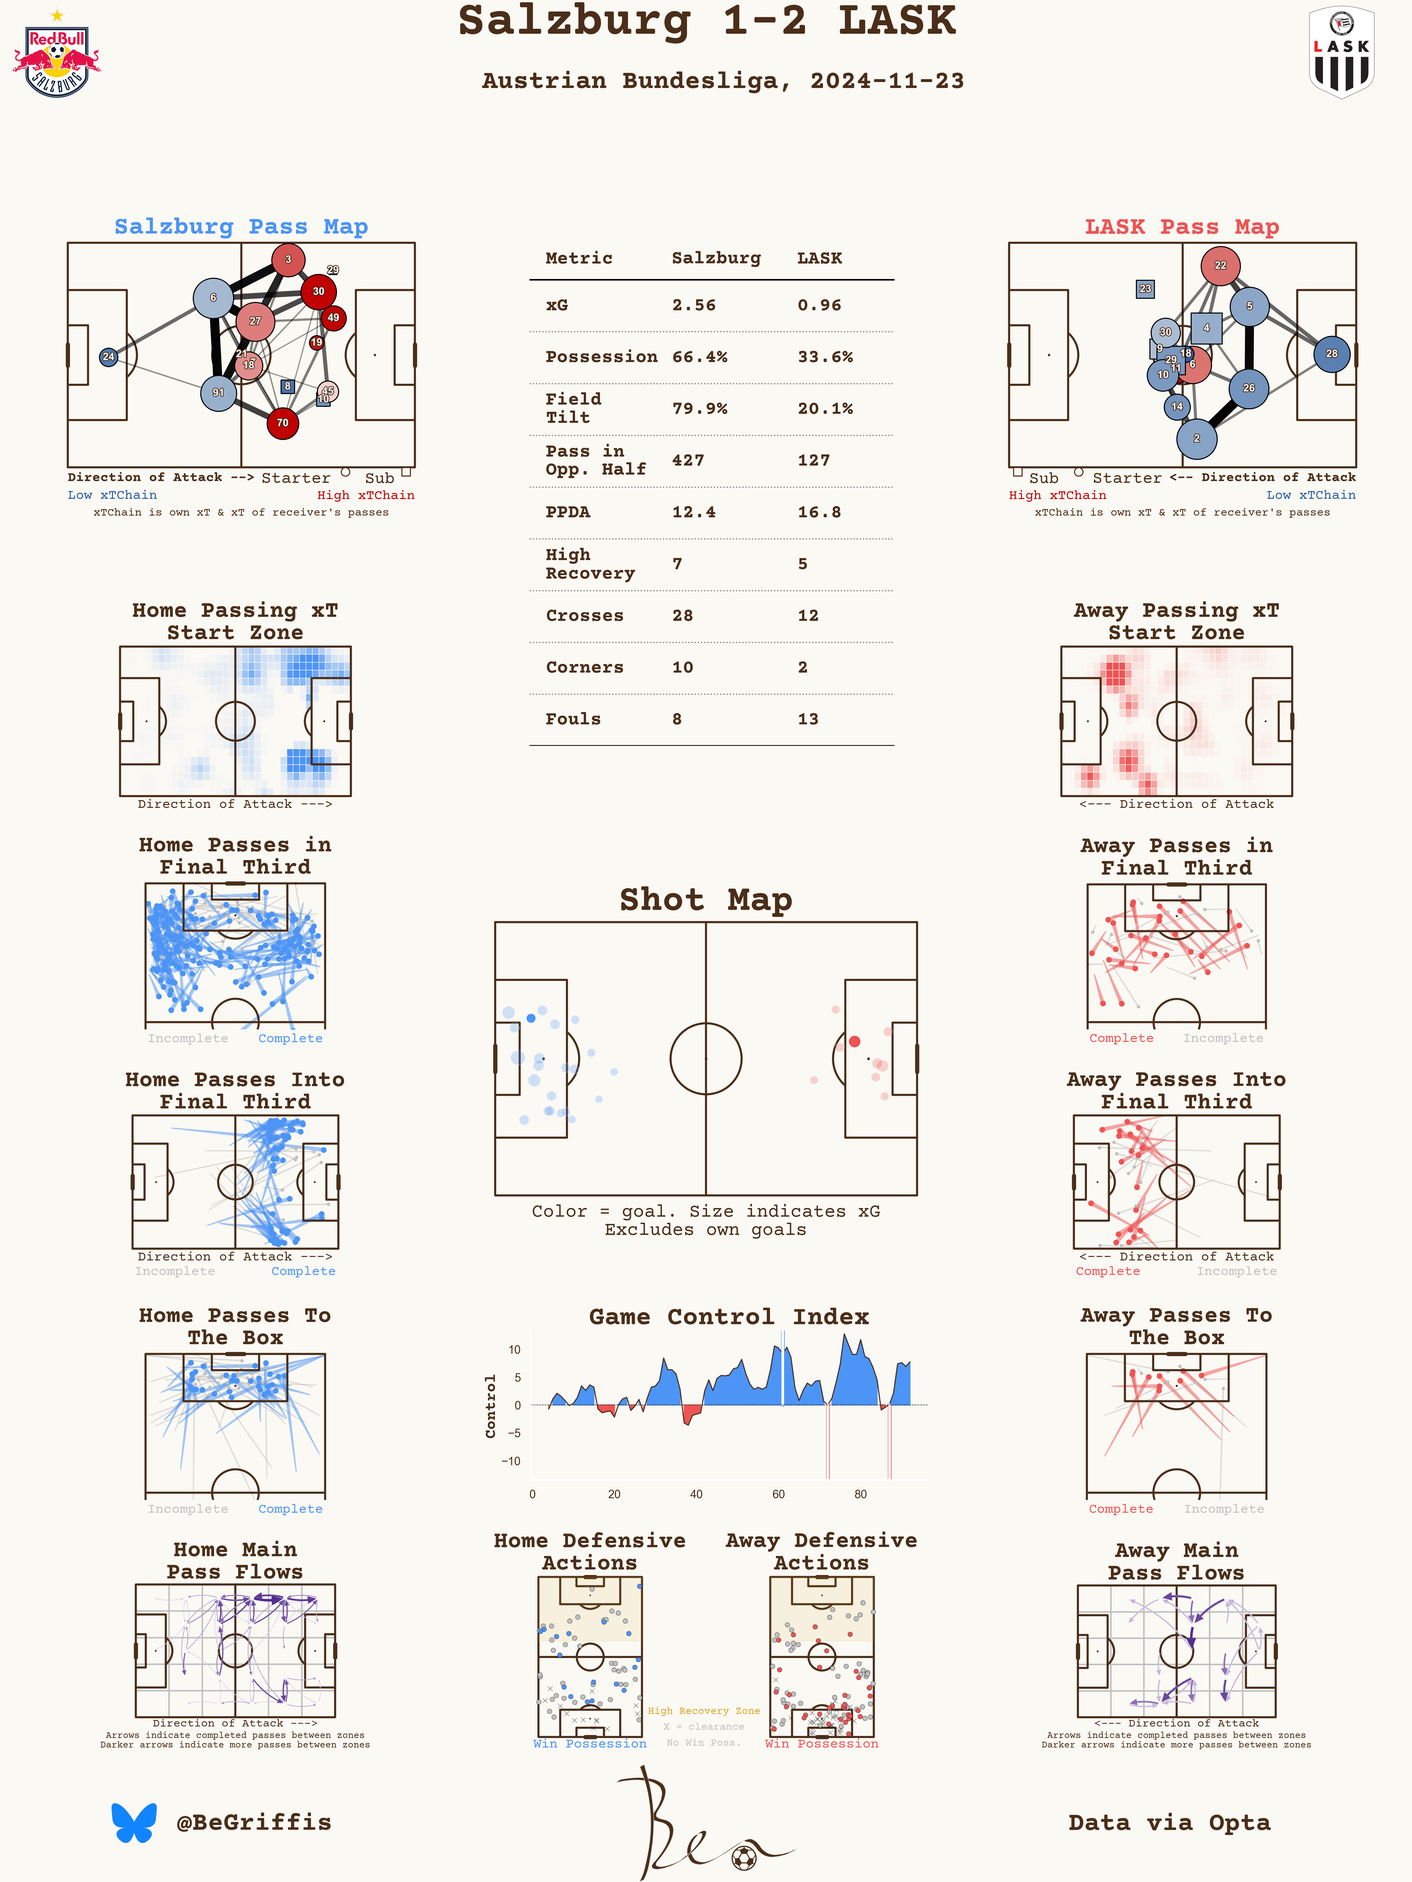 Salzburg 1-2 LASK
Austrian Bundesliga, 2024-11-23
Red Bull
SALZBURG
LASK
Salzburg Pass Map
3
29
30
6
27
49
19
24
21
18
8
45
10
91
70
Direction of Attack --> Starter Sub
Low xTChain High xTChain
xTChain is own xT & xT of receiver's passes
Metric Salzburg LASK
xG 2.56 0.96
Possession 66.4% 33.6%
Field
Tilt 79.9% 20.1%
Pass in
Opp. Half 427 127
PPDA 12.4 16.8
High
Recovery 7 5
Crosses 28 12
Corners 10 2
Fouls 8 13
LASK Pass Map
22
23
5
30
4
9
18
28
29
11
6
10
26
14
2
Sub Starter <-- Direction of Attack
High xTChain Low xTChain
xTChain is own xT & xT of receiver's passes
Home Passing xT
Start Zone
Direction of Attack --->
Away Passing xT
Start Zone
<--- Direction of Attack
Home Passes in
Final Third
Incomplete Complete
Away Passes in
Final Third
Complete Incomplete
Shot Map
Color = goal. Size indicates xG
Excludes own goals
Home Passes Into
Final Third
Direction of Attack --->
Incomplete Complete
Away Passes Into
Final Third
<--- Direction of Attack
Complete Incomplete
Home Passes To
The Box
Incomplete Complete
Game Control Index
Control
10
5
0
−5
−10
0 20 40 60 80
Away Passes To
The Box
Complete Incomplete
Home Main
Pass Flows
Direction of Attack --->
Arrows indicate completed passes between zones
Darker arrows indicate more passes between zones
Home Defensive
Actions
Win Possession
High Recovery Zone
X = clearance
No Win Poss.
Away Defensive
Actions
Win Possession
Away Main
Pass Flows
<--- Direction of Attack
Arrows indicate completed passes between zones
Darker arrows indicate more passes between zones
@BeGriffis
Ben
Data via Opta